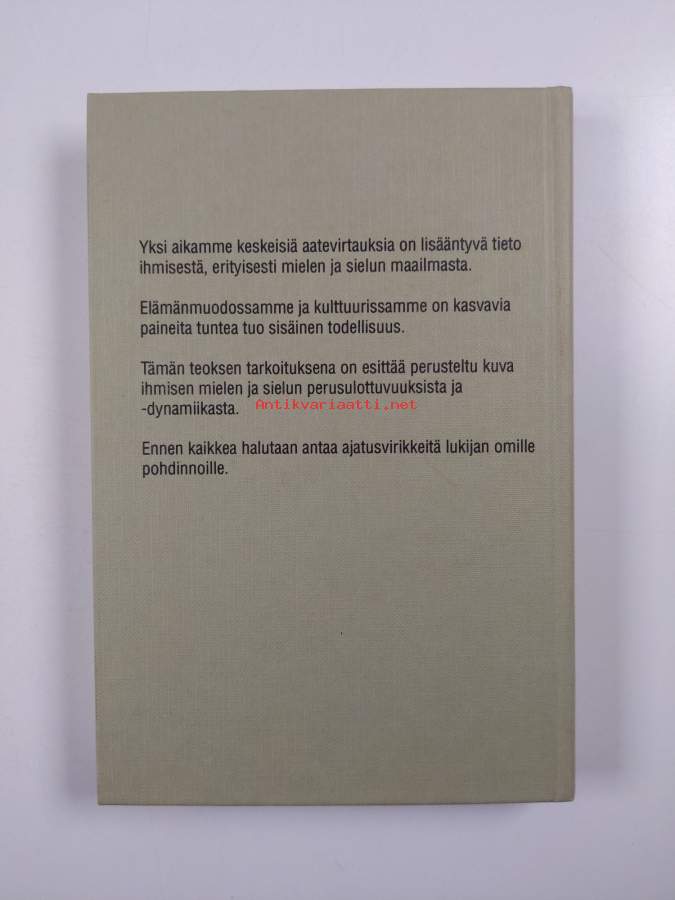 Yksi aikamme keskeisiä aatevirtauksia on lisääntyvä tieto
ihmisestä, erityisesti mielen ja sielun maailmasta.
Elämänmuodossamme ja kulttuurissamme on kasvavia
paineita tuntea tuo sisäinen todellisuus.
Tämän teoksen tarkoituksena on esittää perusteltu kuva
ihmisen mielen ja sielun perusulottuvuuksista ja
-dynamiikasta.
Antikvariaatti.net
Ennen kaikkea halutaan antaa ajatusvirikkeitä lukijan omille
pohdinnoille.